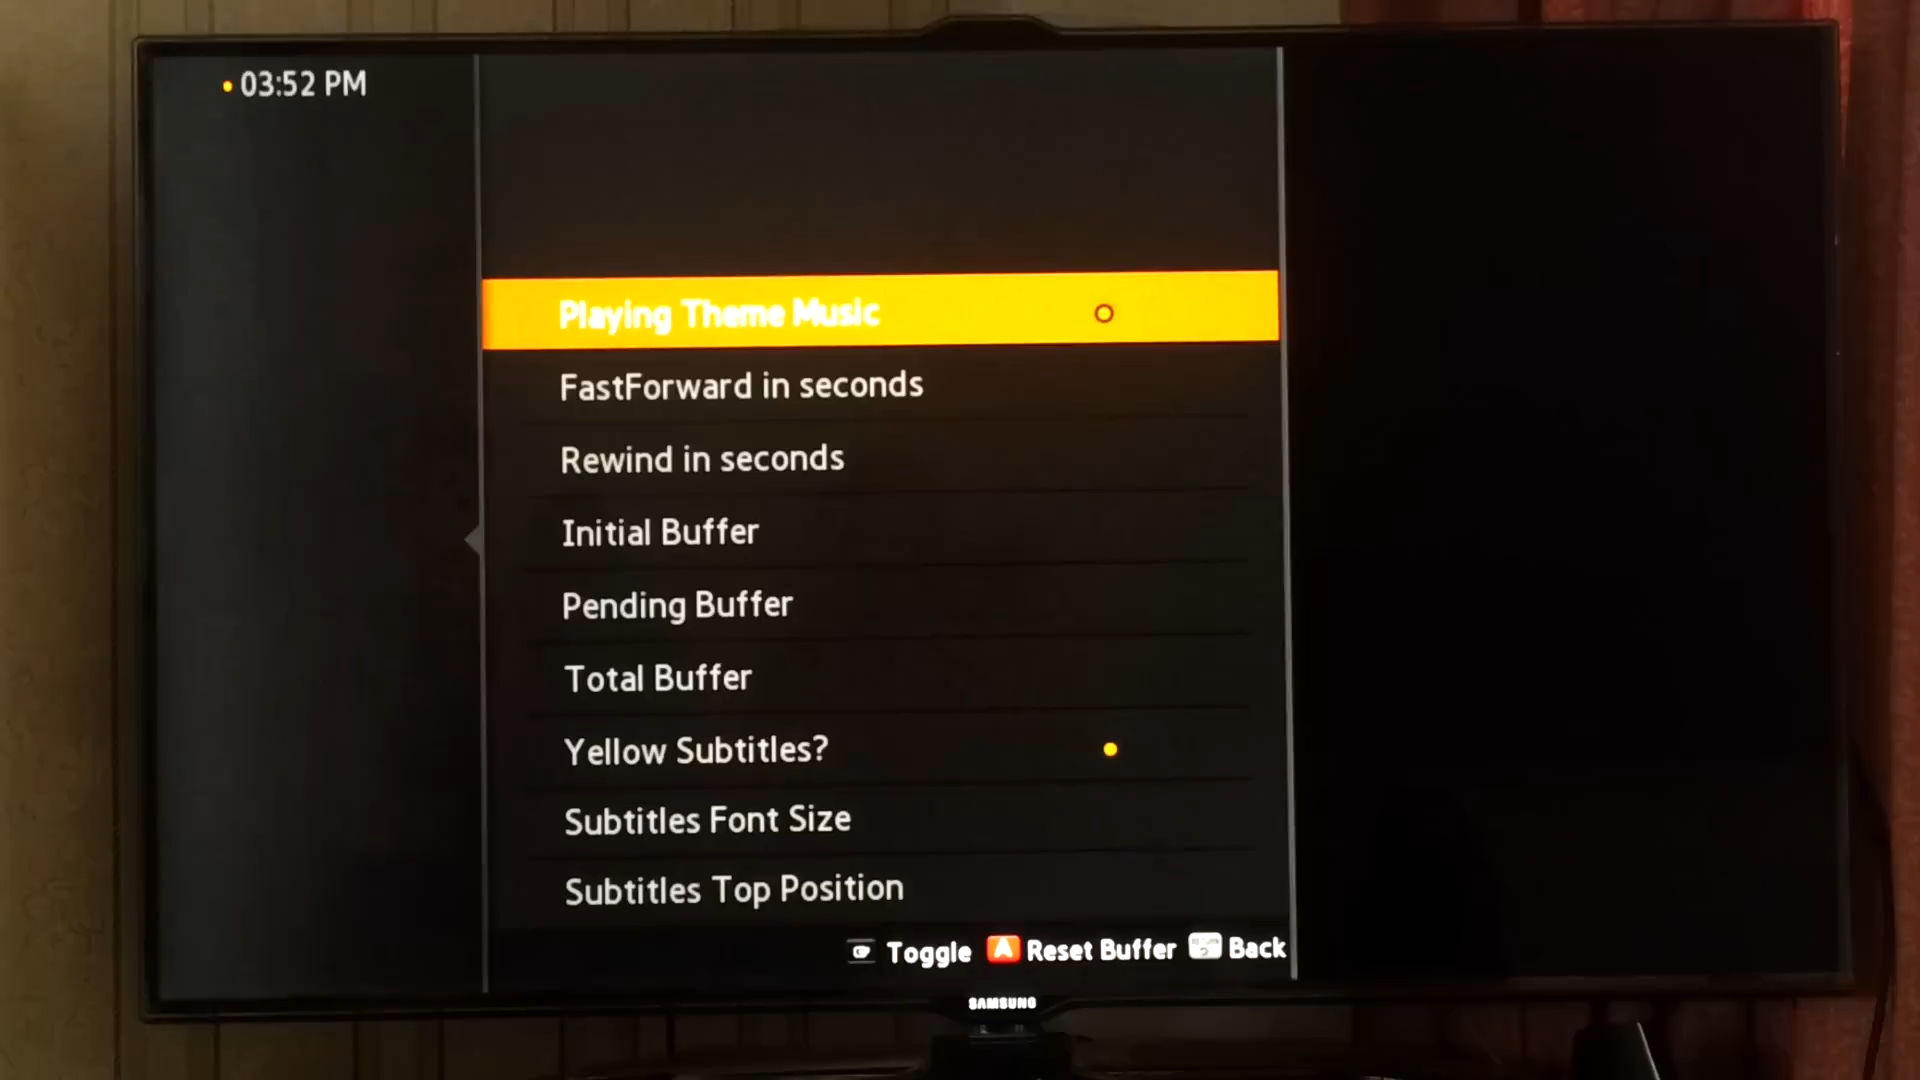 03:52 PM
Playing Theme Music
FastForward in seconds
Rewind in seconds
Initial Buffer
Pending Buffer
Total Buffer
Yellow Subtitles?
Subtitles Font Size
Subtitles Top Position
Toggle A Reset Buffer RETURN Back
SAMSUNG